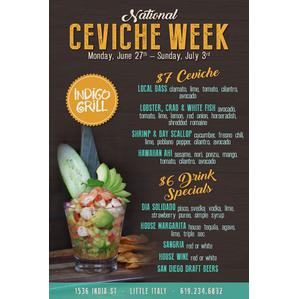 National
CEVICHE WEEK
Monday, June 27th – Sunday, July 3rd
INDIGO
GRILL
$7 Ceviche
LOCAL BASS clamato, lime, tomato, cilantro,
avocado
LOBSTER, CRAB & WHITE FISH avocado,
tomato, lime, lemon, red onion, horseradish,
shredded romaine
SHRIMP & BAY SCALLOP cucumber, fresno chili,
lime, poblano pepper, cilantro, avocado
HAWAIIAN AHI sesame, nori, ponzu, mango,
tomato, cilantro, avocado
$6 Drink
Specials
DIA SOLEDADO pisco, svedka, vodka, lime,
strawberry puree, simple syrup
HOUSE MARGARITA house tequila, agave,
lime, triple sec
SANGRIA red or white
HOUSE WINE red or white
SAN DIEGO DRAFT BEERS
1536 INDIA ST - LITTLE ITALY - 619.234.6802